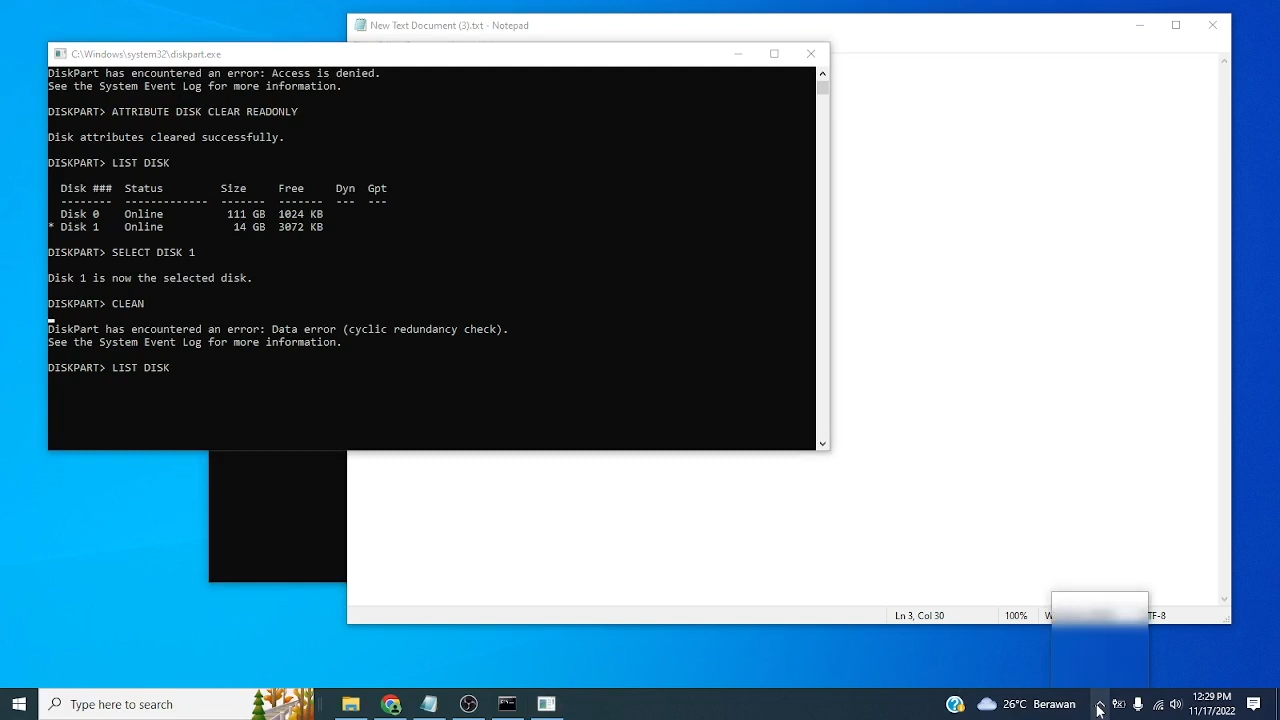 New Text Document (3).txt - Notepad
C:\Windows\system32\diskpart.exe
DiskPart has encountered an error: Access is denied.
See the System Event Log for more information.
DISKPART> ATTRIBUTE DISK CLEAR READONLY
Disk attributes cleared successfully.
DISKPART> LIST DISK
Disk ### Status Size Free Dyn Gpt
-------- ------------- ------- ------- --- ---
Disk 0 Online 111 GB 1024 KB
* Disk 1 Online 14 GB 3072 KB
DISKPART> SELECT DISK 1
Disk 1 is now the selected disk.
DISKPART> CLEAN
DiskPart has encountered an error: Data error (cyclic redundancy check).
See the System Event Log for more information.
DISKPART> LIST DISK
Ln 3, Col 30 100% TF-8
Type here to search
26°C Berawan
12:29 PM
11/17/2022